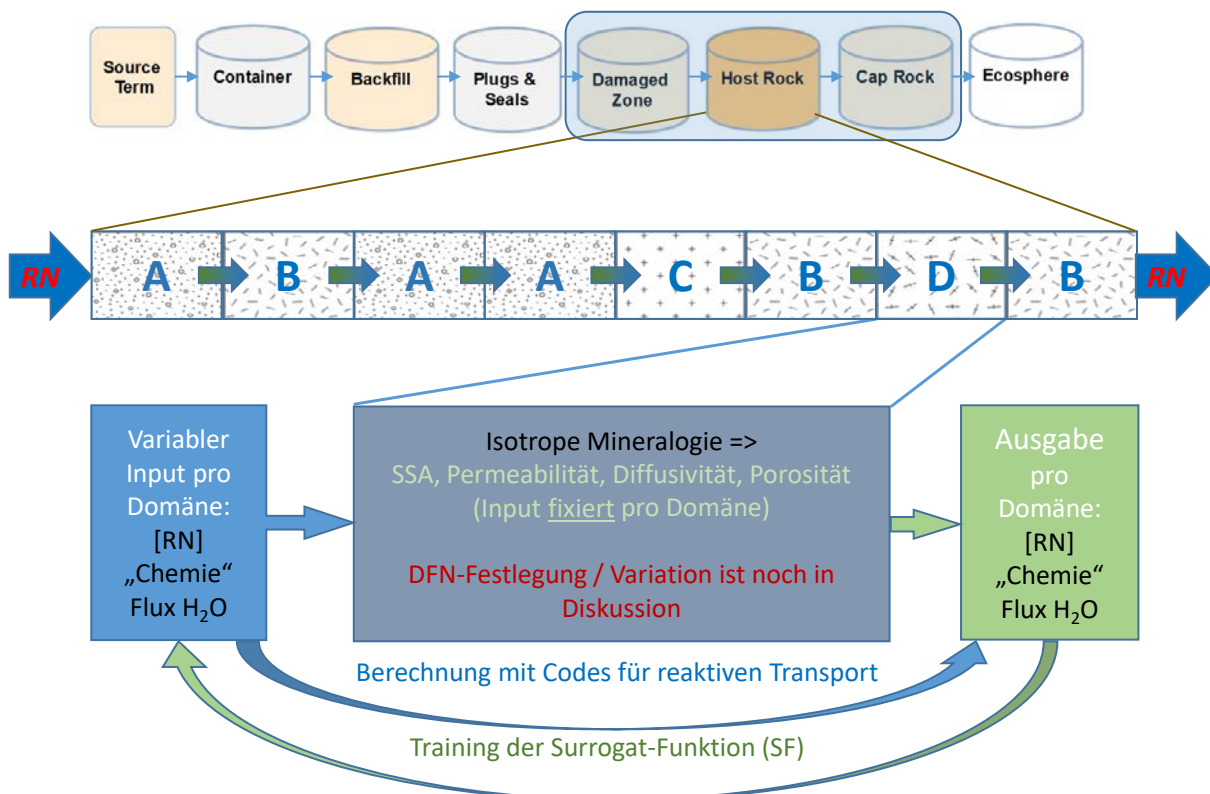 Source
Term
Container
Backfill
Plugs &
Seals
Damaged
Zone
Host Rock
Cap Rock
Ecosphere
RN
A
B
A
A
C
B
D
B
RN
Variabler
Input pro
Domäne:
[RN]
„Chemie“
Flux H₂O
Isotrope Mineralogie =>
SSA, Permeabilität, Diffusivität, Porosität
(Input fixiert pro Domäne)
DFN-Festlegung / Variation ist noch in
Diskussion
Ausgabe
pro
Domäne:
[RN]
„Chemie“
Flux H₂O
Berechnung mit Codes für reaktiven Transport
Training der Surrogat-Funktion (SF)